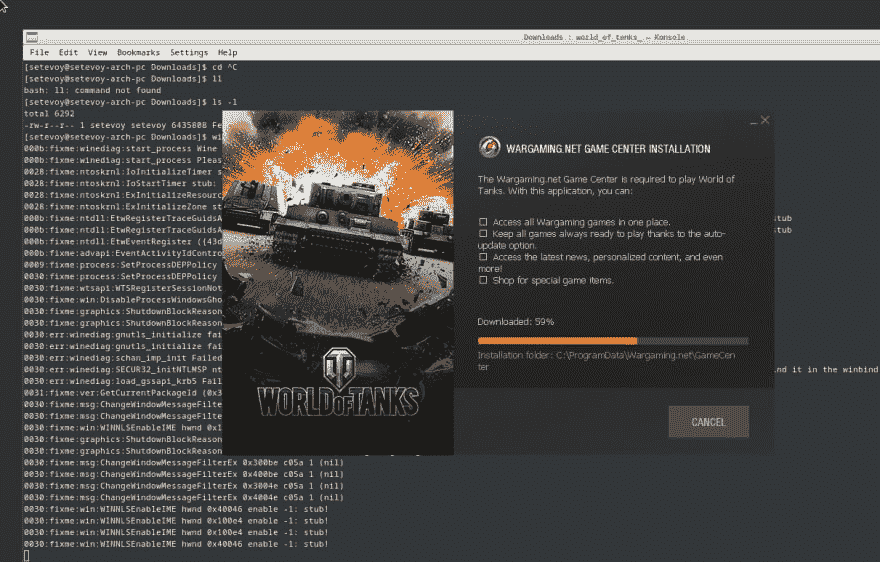 Downloads : world_of_tanks_ – Konsole
File Edit View Bookmarks Settings Help
[setevoy@setevoy-arch-pc Downloads]$ cd ^C
[setevoy@setevoy-arch-pc Downloads]$ ll
bash: ll: command not found
[setevoy@setevoy-arch-pc Downloads]$ ls -l
total 6292
-rw-r--r-- 1 setevoy setevoy 6435808 Fe
[setevoy@setevoy-arch-pc Downloads]$ wi
000b:fixme:winediag:start_process Wine
000b:fixme:winediag:start_process Pleas
0028:fixme:ntoskrnl:IoInitializeTimer s
0028:fixme:ntoskrnl:IoStartTimer stub:
0028:fixme:ntoskrnl:ExInitializeResourc
0028:fixme:ntoskrnl:ExInitializeZone st
000b:fixme:ntdll:EtwRegisterTraceGuidsA
stub
000b:fixme:ntdll:EtwRegisterTraceGuidsA
stub
000b:fixme:ntdll:EtwEventRegister ({43d
000b:fixme:advapi:EventActivityIdContro
0009:fixme:process:SetProcessDEPPolicy
0030:fixme:process:SetProcessDEPPolicy
0030:fixme:wtsapi:WTSRegisterSessionNot
0030:fixme:win:DisableProcessWindowsGho
0030:fixme:graphics:ShutdownBlockReason
0030:fixme:graphics:ShutdownBlockReason
0030:err:winediag:gnutls_initialize fai
0030:err:winediag:gnutls_initialize fai
0030:err:winediag:schan_imp_init Failed
0030:err:winediag:SECUR32_initNTLMSP nt
nd it in the winbind
0030:err:winediag:load_gssapi_krb5 Fail
0031:fixme:ver:GetCurrentPackageId (0x3
0030:fixme:msg:ChangeWindowMessageFilte
0030:fixme:msg:ChangeWindowMessageFilte
0030:fixme:win:WINNLSEnableIME hwnd 0x1
0030:fixme:graphics:ShutdownBlockReason
0030:fixme:graphics:ShutdownBlockReason
0030:fixme:msg:ChangeWindowMessageFilterEx 0x300be c05a 1 (nil)
0030:fixme:msg:ChangeWindowMessageFilterEx 0x400be c05a 1 (nil)
0030:fixme:msg:ChangeWindowMessageFilterEx 0x3004e c05a 1 (nil)
0030:fixme:msg:ChangeWindowMessageFilterEx 0x4004e c05a 1 (nil)
0030:fixme:win:WINNLSEnableIME hwnd 0x40046 enable -1: stub!
0030:fixme:win:WINNLSEnableIME hwnd 0x100e4 enable -1: stub!
0030:fixme:win:WINNLSEnableIME hwnd 0x100e4 enable -1: stub!
0030:fixme:win:WINNLSEnableIME hwnd 0x40046 enable -1: stub!
WORLD OF TANKS
WARGAMING.NET GAME CENTER INSTALLATION
The Wargaming.net Game Center is required to play World of
Tanks. With this application, you can:
Access all Wargaming games in one place.
Keep all games always ready to play thanks to the auto-
update option.
Access the latest news, personalized content, and even
more!
Shop for special game items.
Downloaded: 59%
Installation folder: C:\ProgramData\Wargaming.net\GameCen
ter
CANCEL